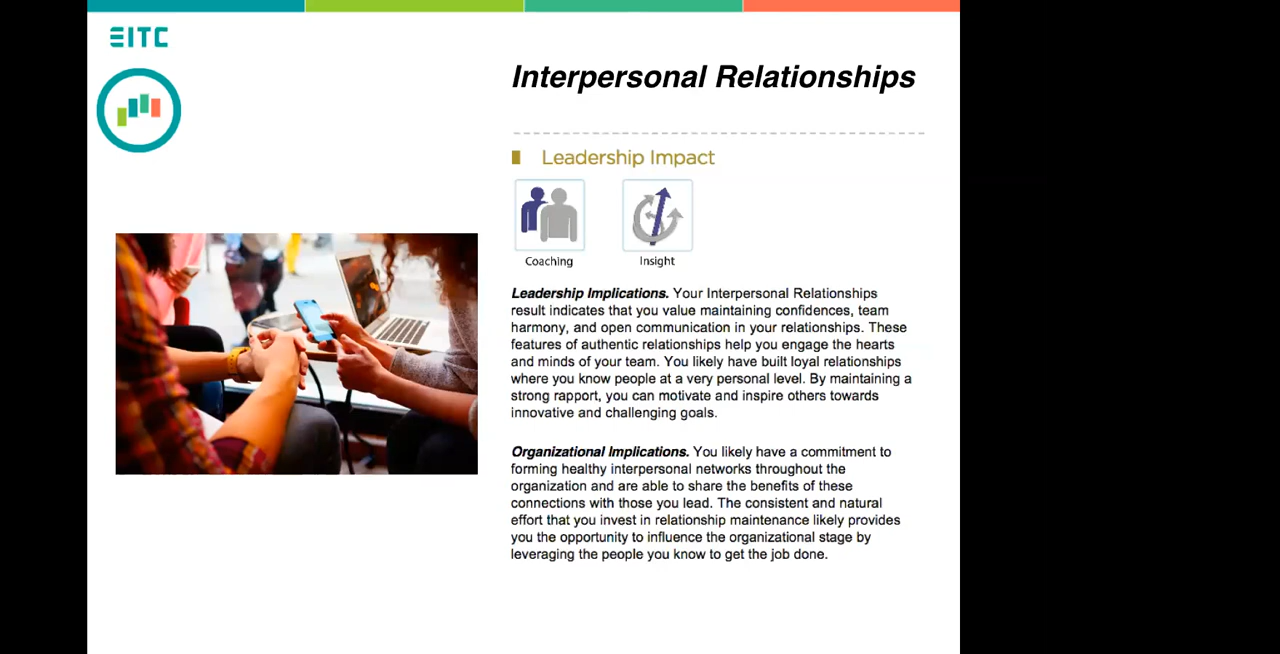 EITC
Interpersonal Relationships
Leadership Impact
Coaching
Insight
Leadership Implications. Your Interpersonal Relationships
result indicates that you value maintaining confidences, team
harmony, and open communication in your relationships. These
features of authentic relationships help you engage the hearts
and minds of your team. You likely have built loyal relationships
where you know people at a very personal level. By maintaining a
strong rapport, you can motivate and inspire others towards
innovative and challenging goals.
Organizational Implications. You likely have a commitment to
forming healthy interpersonal networks throughout the
organization and are able to share the benefits of these
connections with those you lead. The consistent and natural
effort that you invest in relationship maintenance likely provides
you the opportunity to influence the organizational stage by
leveraging the people you know to get the job done.